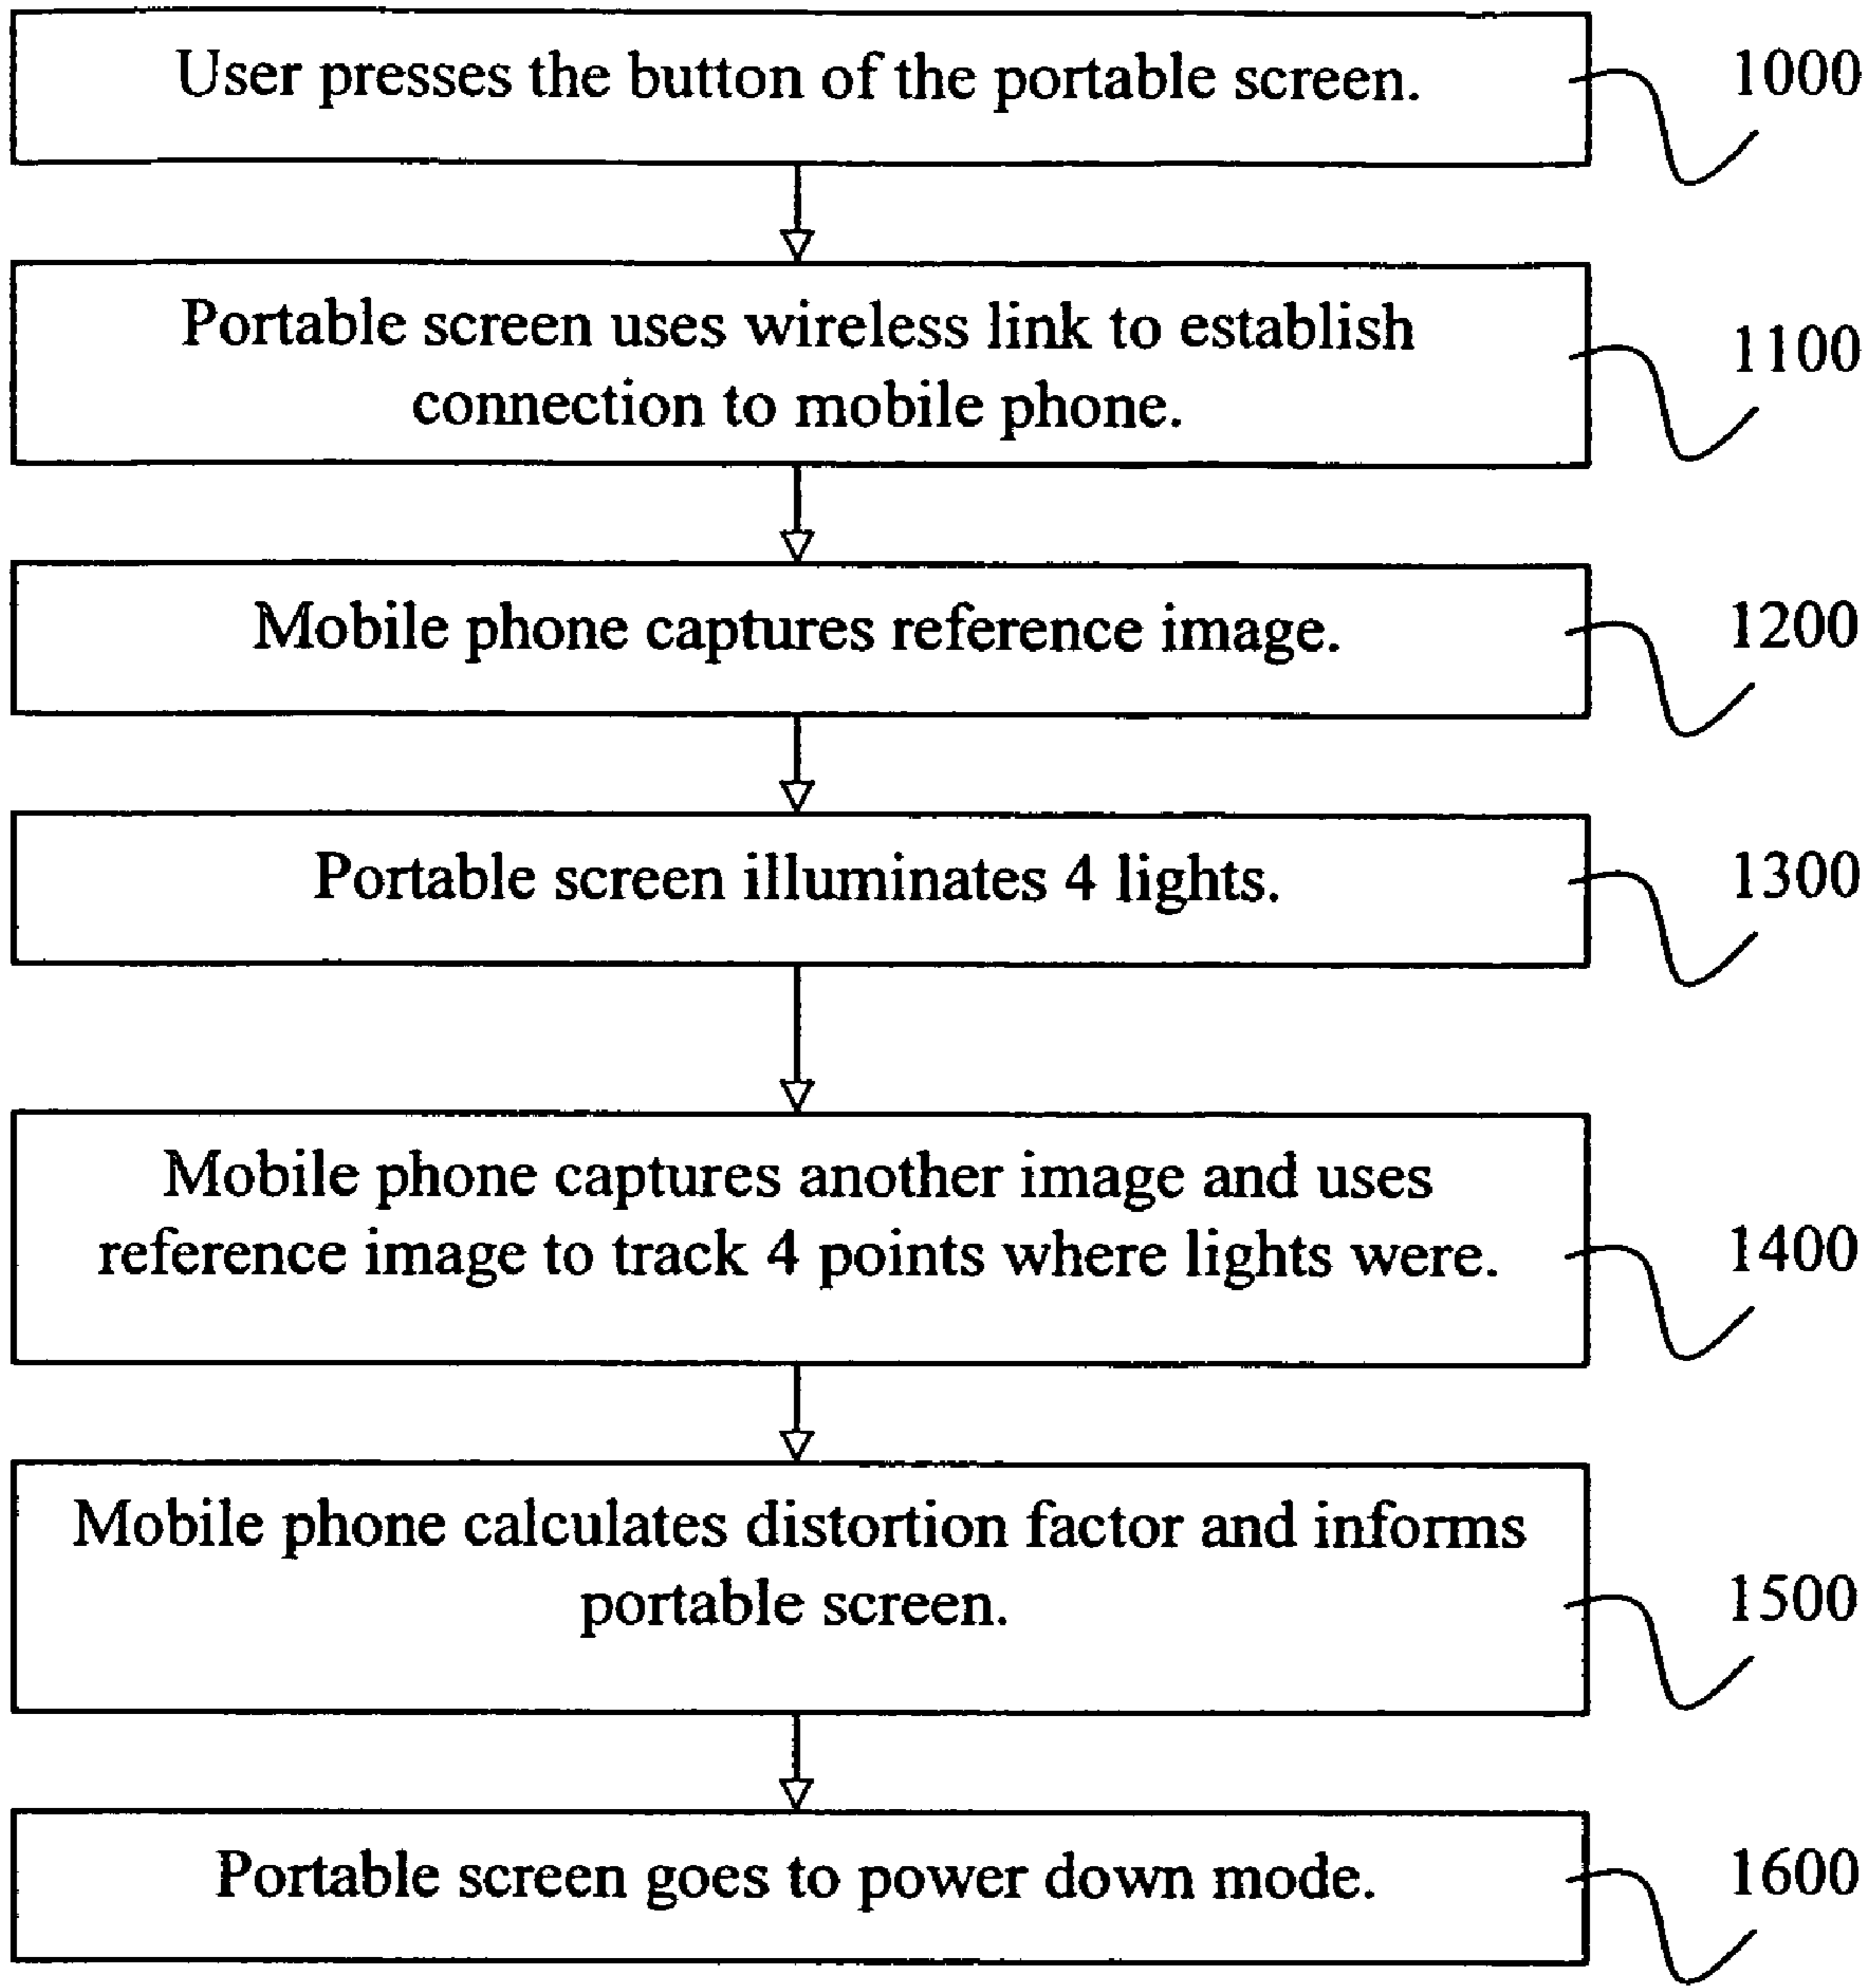 User presses the button of the portable screen.
1000
Portable screen uses wireless link to establish
connection to mobile phone.
1100
Mobile phone captures reference image.
1200
Portable screen illuminates 4 lights.
1300
Mobile phone captures another image and uses
reference image to track 4 points where lights were.
1400
Mobile phone calculates distortion factor and informs
portable screen.
1500
Portable screen goes to power down mode.
1600